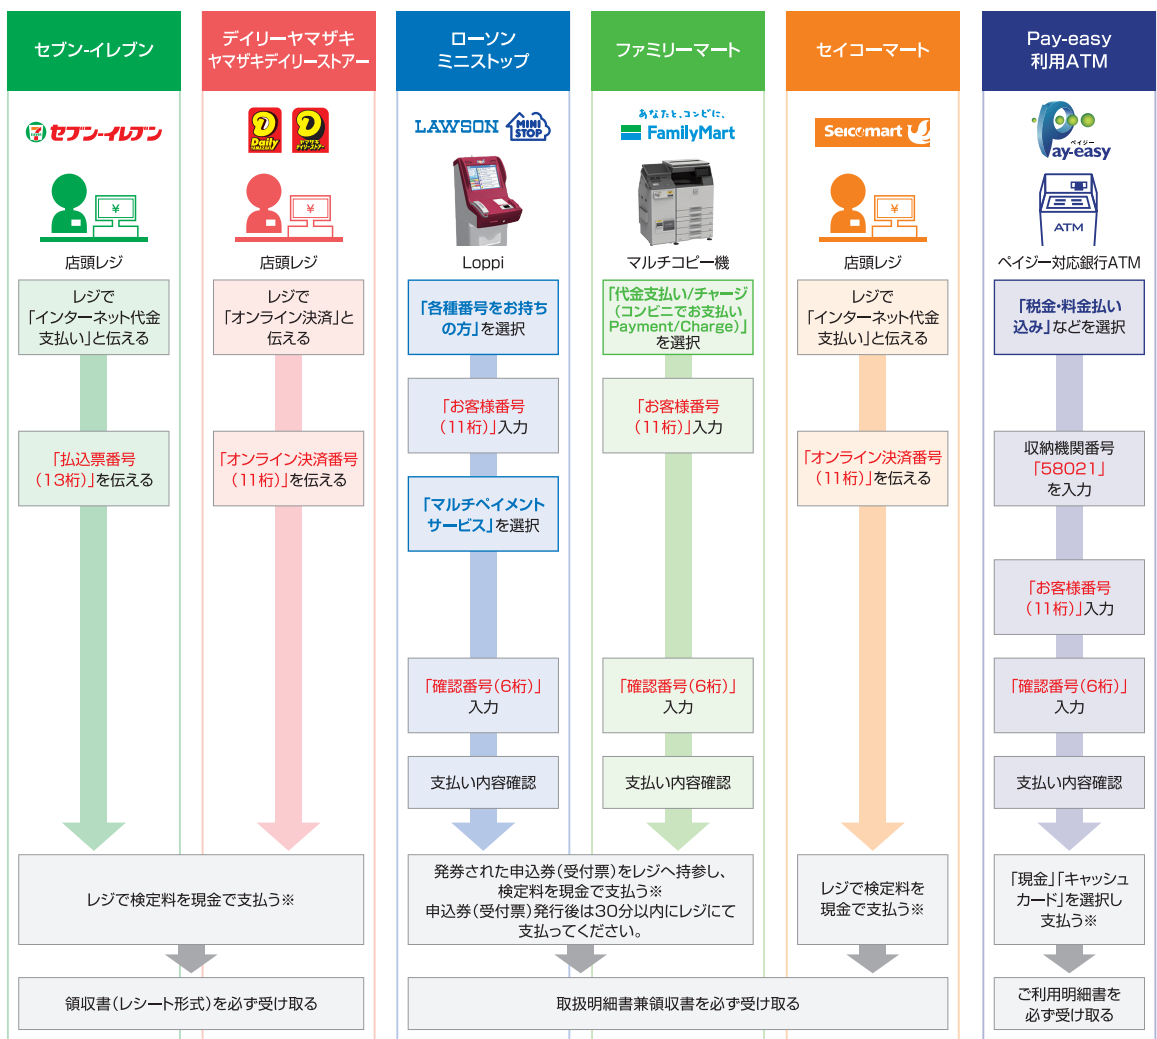 セブン-イレブン
セブン-イレブン
¥
店頭レジ
レジで
「インターネット代金
支払い」と伝える
「払込票番号
(13桁)」を伝える
デイリーヤマザキ
ヤマザキデイリーストアー
Daily
YAMAZAKI
ヤマザキ
デイリーストアー
¥
店頭レジ
レジで
「オンライン決済」と
伝える
「オンライン決済番号
(11桁)」を伝える
レジで検定料を現金で支払う※
領収書(レシート形式)を必ず受け取る
ローソン
ミニストップ
LAWSON
MINI
STOP
Loppi
「各種番号をお持ち
の方」を選択
「お客様番号
(11桁)」入力
「マルチペイメント
サービス」を選択
「確認番号(6桁)」
入力
支払い内容確認
ファミリーマート
あなたと、コンビに、
FamilyMart
マルチコピー機
「代金支払い/チャージ
(コンビニでお支払い
Payment/Charge)」
を選択
「お客様番号
(11桁)」入力
「確認番号(6桁)」
入力
支払い内容確認
発券された申込券(受付票)をレジへ持参し、
検定料を現金で支払う※
申込券(受付票)発行後は30分以内にレジにて
支払ってください。
セイコーマート
Seicomart
¥
店頭レジ
レジで
「インターネット代金
支払い」と伝える
「オンライン決済番号
(11桁)」を伝える
レジで検定料を
現金で支払う※
取扱明細書兼領収書を必ず受け取る
Pay-easy
利用ATM
ペイジー
Pay-easy
ATM
ペイジー対応銀行ATM
「税金・料金払い
込み」などを選択
収納機関番号
「58021」
を入力
「お客様番号
(11桁)」入力
「確認番号(6桁)」
入力
支払い内容確認
「現金」「キャッシュ
カード」を選択し
支払う※
ご利用明細書を
必ず受け取る